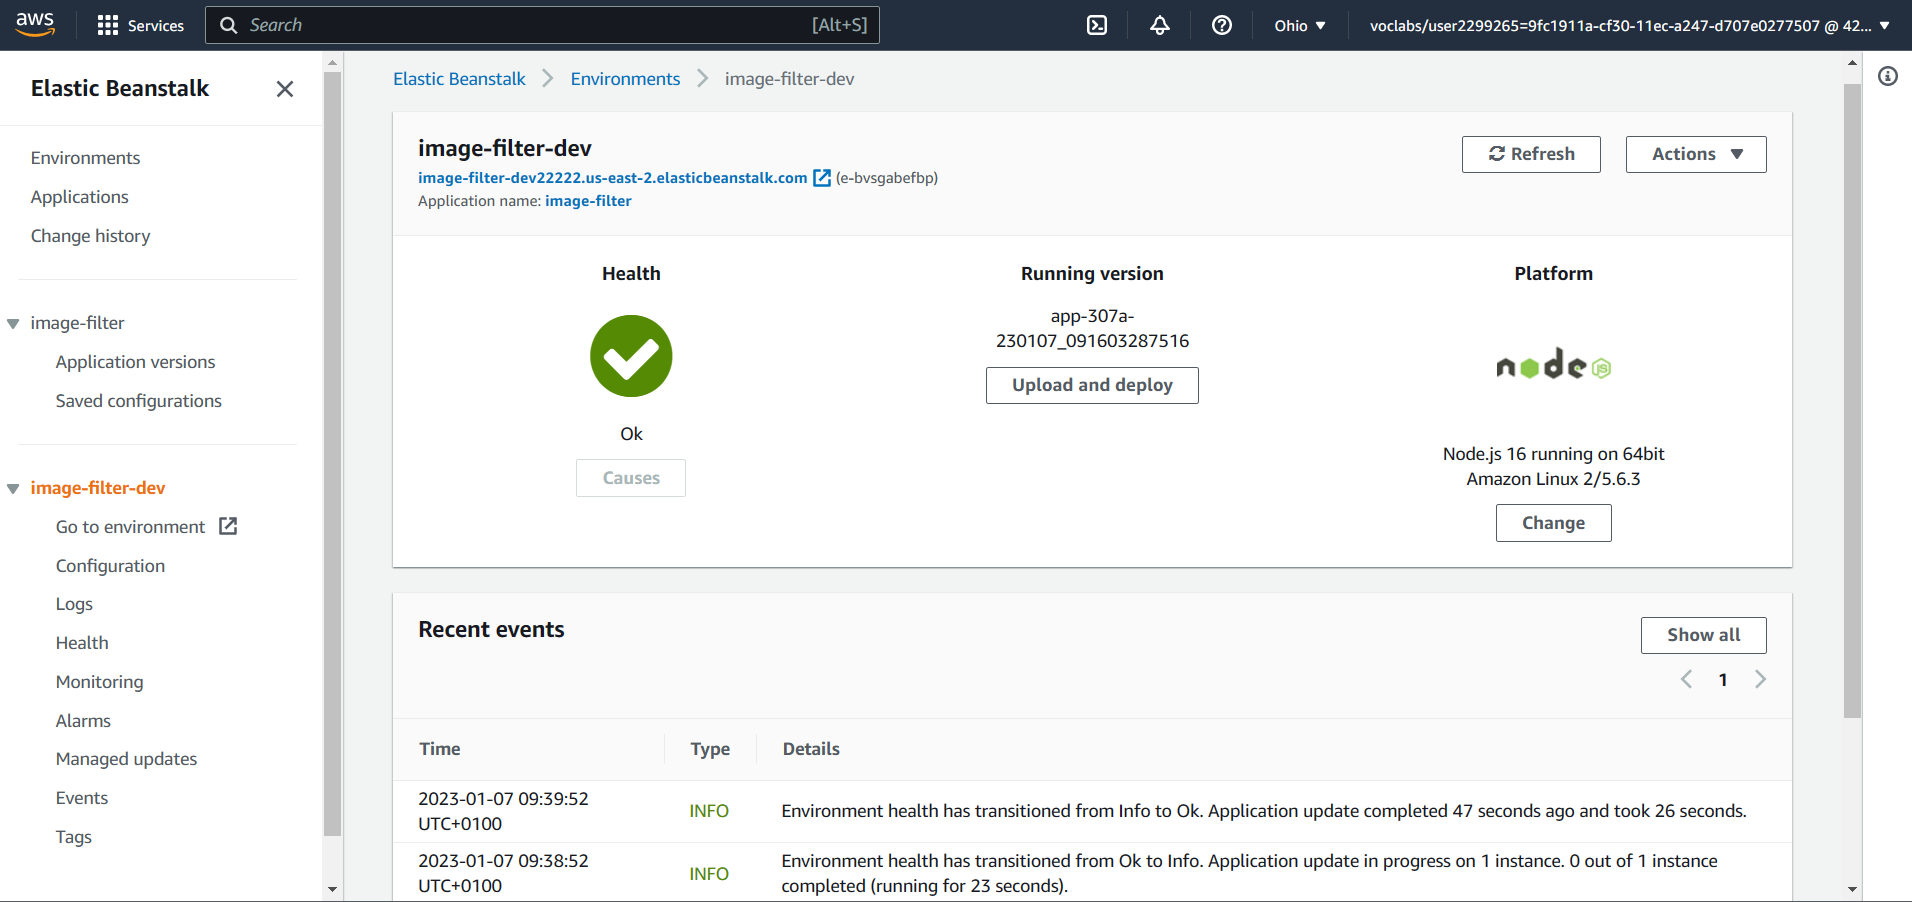 aws
Services
Search
[Alt+S]
Ohio
voclabs/user2299265=9fc1911a-cf30-11ec-a247-d707e0277507 @ 42...
Elastic Beanstalk
Environments
Applications
Change history
image-filter
Application versions
Saved configurations
image-filter-dev
Go to environment
Configuration
Logs
Health
Monitoring
Alarms
Managed updates
Events
Tags
Elastic Beanstalk
Environments
image-filter-dev
image-filter-dev
image-filter-dev22222.us-east-2.elasticbeanstalk.com (e-bvsgabefbp)
Application name: image-filter
Refresh
Actions
Health
Ok
Causes
Running version
app-307a-
230107_091603287516
Upload and deploy
Platform
node JS
Node.js 16 running on 64bit
Amazon Linux 2/5.6.3
Change
Recent events
Show all
1
Time
Type
Details
2023-01-07 09:39:52
UTC+0100
INFO
Environment health has transitioned from Info to Ok. Application update completed 47 seconds ago and took 26 seconds.
2023-01-07 09:38:52
UTC+0100
INFO
Environment health has transitioned from Ok to Info. Application update in progress on 1 instance. 0 out of 1 instance
completed (running for 23 seconds).